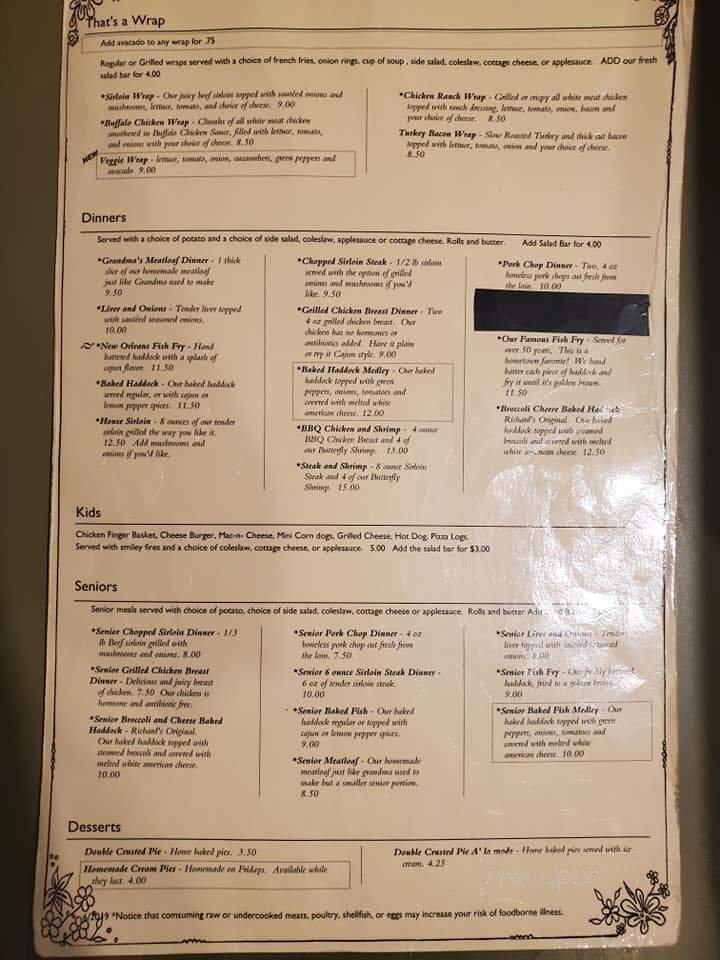 That's a Wrap
Add avacado to any wrap for .75
Regular or Grilled wraps served with a choice of french fries, onion rings, cup of soup , side salad, coleslaw, cottage cheese, or applesauce. ADD our fresh
salad bar for 4.00
*Sirloin Wrap - Our juicy beef sirloin topped with sautéed onions and
mushrooms, lettuce, tomato, and choice of cheese. 9.00
*Buffalo Chicken Wrap - Chunks of all white meat chicken
smothered in Buffalo Chicken Sauce, filled with lettuce, tomato,
and onions with your choice of cheese. 8.50
NEW
Veggie Wrap - lettuce, tomato, onion, cucumbers, green peppers and
avocado 9.00
*Chicken Ranch Wrap - Grilled or crispy all white meat chicken
topped with ranch dressing, lettuce, tomato, onion, bacon and
your choice of cheese. 8.50
Turkey Bacon Wrap - Slow Roasted Turkey and thick cut bacon
topped with lettuce, tomato, onion and your choice of cheese.
8.50
Dinners
Served with a choice of potato and a choice of side salad, coleslaw, applesauce or cottage cheese. Rolls and butter. Add Salad Bar for 4.00
*Grandma's Meatloaf Dinner - 1 thick
slice of our homemade meatloaf
just like Grandma used to make
9.50
*Liver and Onions - Tender liver topped
with sautéed seasoned onions.
10.00
*New Orleans Fish Fry - Hand
battered haddock with a splash of
cajun flavor. 11.50
*Baked Haddock - Our baked haddock
served regular, or with cajun or
lemon pepper spices. 11.50
*House Sirloin - 8 ounces of our tender
sirloin grilled the way you like it.
12.50 Add mushrooms and
onions if you'd like.
*Chopped Sirloin Steak - 1/2 lb sirloin
served with the option of grilled
onions and mushrooms if you'd
like. 9.50
*Grilled Chicken Breast Dinner - Two
4 oz grilled chicken breast. Our
chicken has no hormones or
antibiotics added. Have it plain
or try it Cajun style. 9.00
*Baked Haddock Medley - Our baked
haddock topped with green
peppers, onions, tomatoes and
covered with melted white
american cheese. 12.00
*BBQ Chicken and Shrimp - 4 ounce
BBQ Chicken Breast and 4 of
our Butterfly Shrimp. 13.00
*Steak and Shrimp - 8 ounce Sirloin
Steak and 4 of our Butterfly
Shrimp. 15.00
*Pork Chop Dinner - Two, 4 oz
boneless pork chops cut fresh from
the loin. 10.00
*Our Famous Fish Fry - Served for
over 50 years, This is a
hometown favorite! We hand
batter each piece of haddock and
fry it until it's golden brown.
11.50
*Broccoli Cheese Baked Haddock
Richard's Original. Our baked
haddock topped with steamed
broccoli and covered with melted
white american cheese. 12.50
Kids
Chicken Finger Basket, Cheese Burger, Mac-n- Cheese, Mini Corn dogs, Grilled Cheese, Hot Dog, Pizza Logs.
Served with smiley fires and a choice of coleslaw, cottage cheese, or applesauce. 5.00 Add the salad bar for $3.00
Seniors
Senior meals served with choice of potato, choice of side salad, coleslaw, cottage cheese or applesauce. Rolls and butter
*Senior Chopped Sirloin Dinner - 1/3
lb Beef sirloin grilled with
mushrooms and onions. 8.00
*Senior Grilled Chicken Breast
Dinner - Delicious and juicy breast
of chicken. 7.50 Our chicken is
hormone and antibiotic free.
*Senior Broccoli and Cheese Baked
Haddock - Richard's Original.
Our baked haddock topped with
steamed broccoli and covered with
melted white american cheese.
10.00
*Senior Pork Chop Dinner - 4 oz
boneless pork chop cut fresh from
the loin. 7.50
*Senior 6 ounce Sirloin Steak Dinner -
6 oz of tender sirloin steak.
10.00
*Senior Baked Fish - Our baked
haddock regular or topped with
cajun or lemon pepper spices.
9.00
*Senior Meatloaf - Our homemade
meatloaf just like grandma used to
make but a smaller senior portion.
8.50
*Senior Liver and Onions - Tender
liver topped with sautéed seasoned
onions. 8.00
*Senior Fish Fry - Our freshly battered
haddock, fried to a golden brown.
9.00
*Senior Baked Fish Medley - Our
baked haddock topped with green
peppers, onions, tomatoes and
covered with melted white
american cheese. 10.00
Desserts
Double Crusted Pie - Home baked pies. 3.50
Homemade Cream Pies - Homemade on Fridays. Available while
they last. 4.00
Double Crusted Pie A' la mode - Home baked pies served with ice
cream. 4.25
6/2019 *Notice that comsuming raw or undercooked meats, poultry, shellfish, or eggs may increase your risk of foodborne illness.